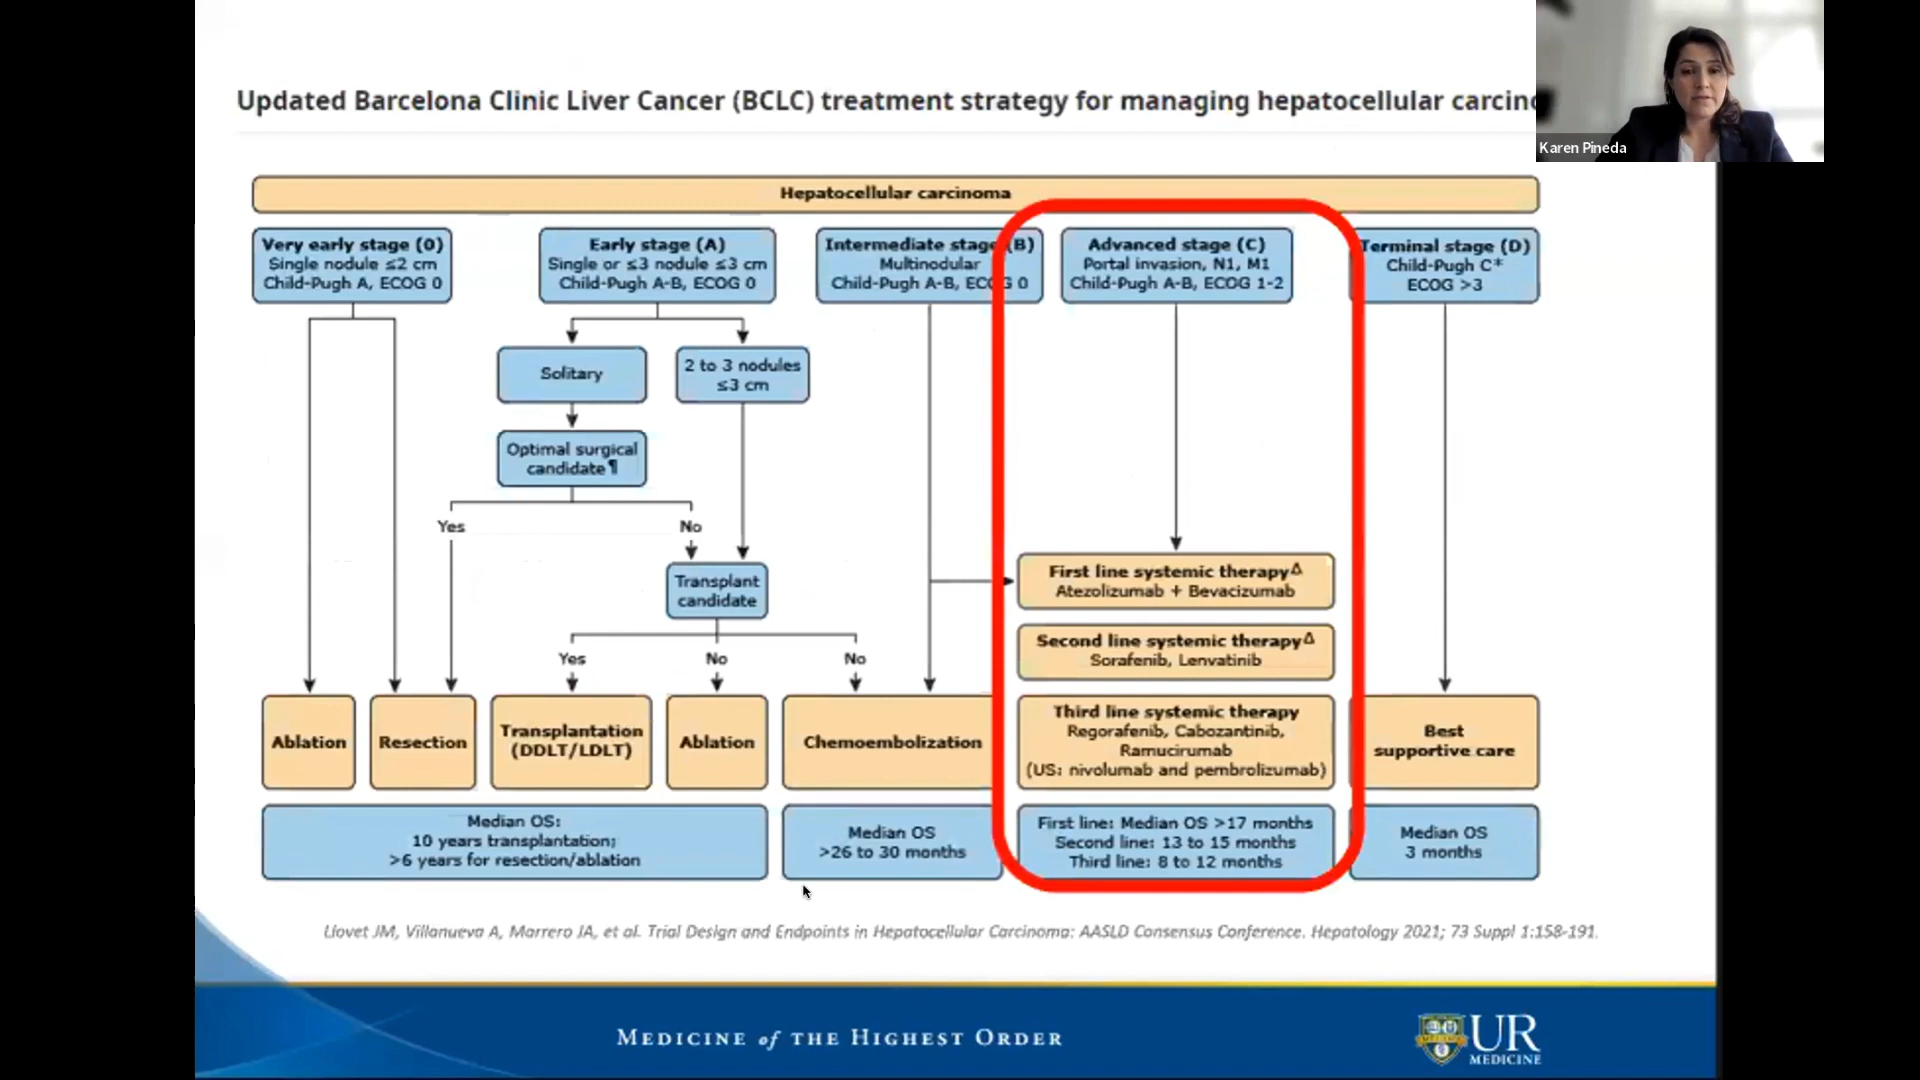 Updated Barcelona Clinic Liver Cancer (BCLC) treatment strategy for managing hepatocellular carcino
Karen Pineda
Hepatocellular carcinoma
Very early stage (0)
Single nodule ≤2 cm
Child-Pugh A, ECOG 0
Early stage (A)
Single or ≤3 nodule ≤3 cm
Child-Pugh A-B, ECOG 0
Intermediate stage (B)
Multinodular
Child-Pugh A-B, ECOG 0
Advanced stage (C)
Portal invasion, N1, M1
Child-Pugh A-B, ECOG 1-2
Terminal stage (D)
Child-Pugh C*
ECOG >3
Solitary
2 to 3 nodules
≤3 cm
Optimal surgical
candidate¶
Yes
No
Transplant
candidate
Yes
No
No
First line systemic therapyΔ
Atezolizumab + Bevacizumab
Second line systemic therapyΔ
Sorafenib, Lenvatinib
Third line systemic therapy
Regorafenib, Cabozantinib,
Ramucirumab
(US: nivolumab and pembrolizumab)
Ablation
Resection
Transplantation
(DDLT/LDLT)
Ablation
Chemoembolization
Best
supportive care
Median OS:
10 years transplantation;
>6 years for resection/ablation
Median OS
>26 to 30 months
First line: Median OS >17 months
Second line: 13 to 15 months
Third line: 8 to 12 months
Median OS
3 months
Llovet JM, Villanueva A, Marrero JA, et al. Trial Design and Endpoints in Hepatocellular Carcinoma: AASLD Consensus Conference. Hepatology 2021; 73 Suppl 1:158-191.
MEDICINE of THE HIGHEST ORDER
UR
MEDICINE